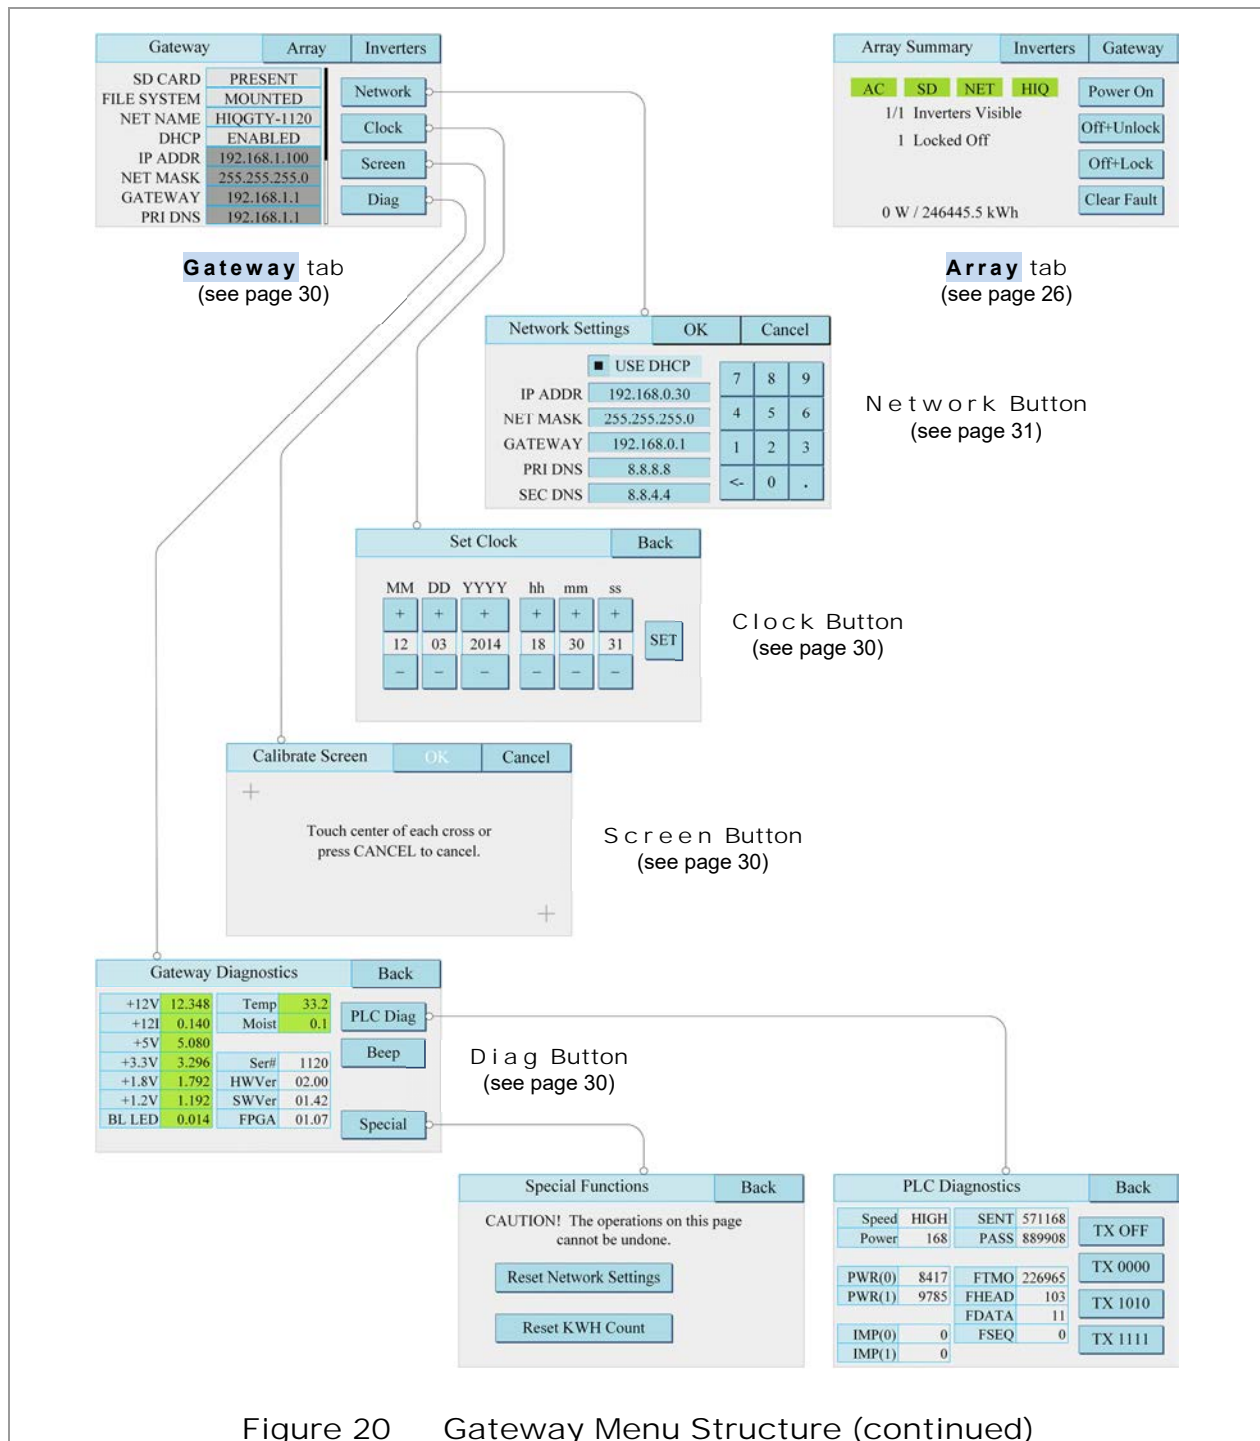 Gateway Array Inverters
SD CARD PRESENT
FILE SYSTEM MOUNTED
NET NAME HIQGTY-1120
DHCP ENABLED
IP ADDR 192.168.1.100
NET MASK 255.255.255.0
GATEWAY 192.168.1.1
PRI DNS 192.168.1.1
Network
Clock
Screen
Diag
Gateway tab
(see page 30)
Array Summary Inverters Gateway
AC SD NET HIQ
1/1 Inverters Visible
1 Locked Off
0 W / 246445.5 kWh
Power On
Off+Unlock
Off+Lock
Clear Fault
Array tab
(see page 26)
Network Settings OK Cancel
■ USE DHCP
IP ADDR 192.168.0.30
NET MASK 255.255.255.0
GATEWAY 192.168.0.1
PRI DNS 8.8.8.8
SEC DNS 8.8.4.4
7 8 9
4 5 6
1 2 3
<- 0 .
Network Button
(see page 31)
Set Clock Back
MM DD YYYY hh mm ss
+ + + + + +
12 03 2014 18 30 31
– – – – – –
SET
Clock Button
(see page 30)
Calibrate Screen OK Cancel
Touch center of each cross or
press CANCEL to cancel.
Screen Button
(see page 30)
Gateway Diagnostics Back
+12V 12.348 Temp 33.2
+12I 0.140 Moist 0.1
+5V 5.080
+3.3V 3.296 Ser# 1120
+1.8V 1.792 HWVer 02.00
+1.2V 1.192 SWVer 01.42
BL LED 0.014 FPGA 01.07
PLC Diag
Beep
Special
Diag Button
(see page 30)
Special Functions Back
CAUTION! The operations on this page
cannot be undone.
Reset Network Settings
Reset KWH Count
PLC Diagnostics Back
Speed HIGH SENT 571168
Power 168 PASS 889908
PWR(0) 8417 FTMO 226965
PWR(1) 9785 FHEAD 103
FDATA 11
IMP(0) 0 FSEQ 0
IMP(1) 0
TX OFF
TX 0000
TX 1010
TX 1111
Figure 20 Gateway Menu Structure (continued)